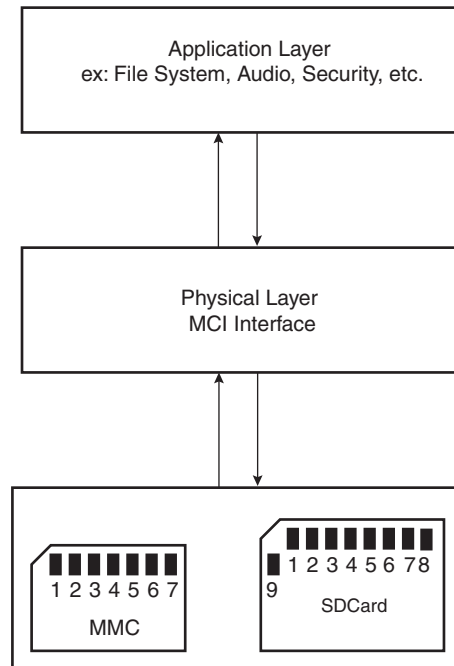 Application Layer
ex: File System, Audio, Security, etc.
Physical Layer
MCI Interface
1 2 3 4 5 6 7
MMC
1 2 3 4 5 6 7 8
9
SDCard